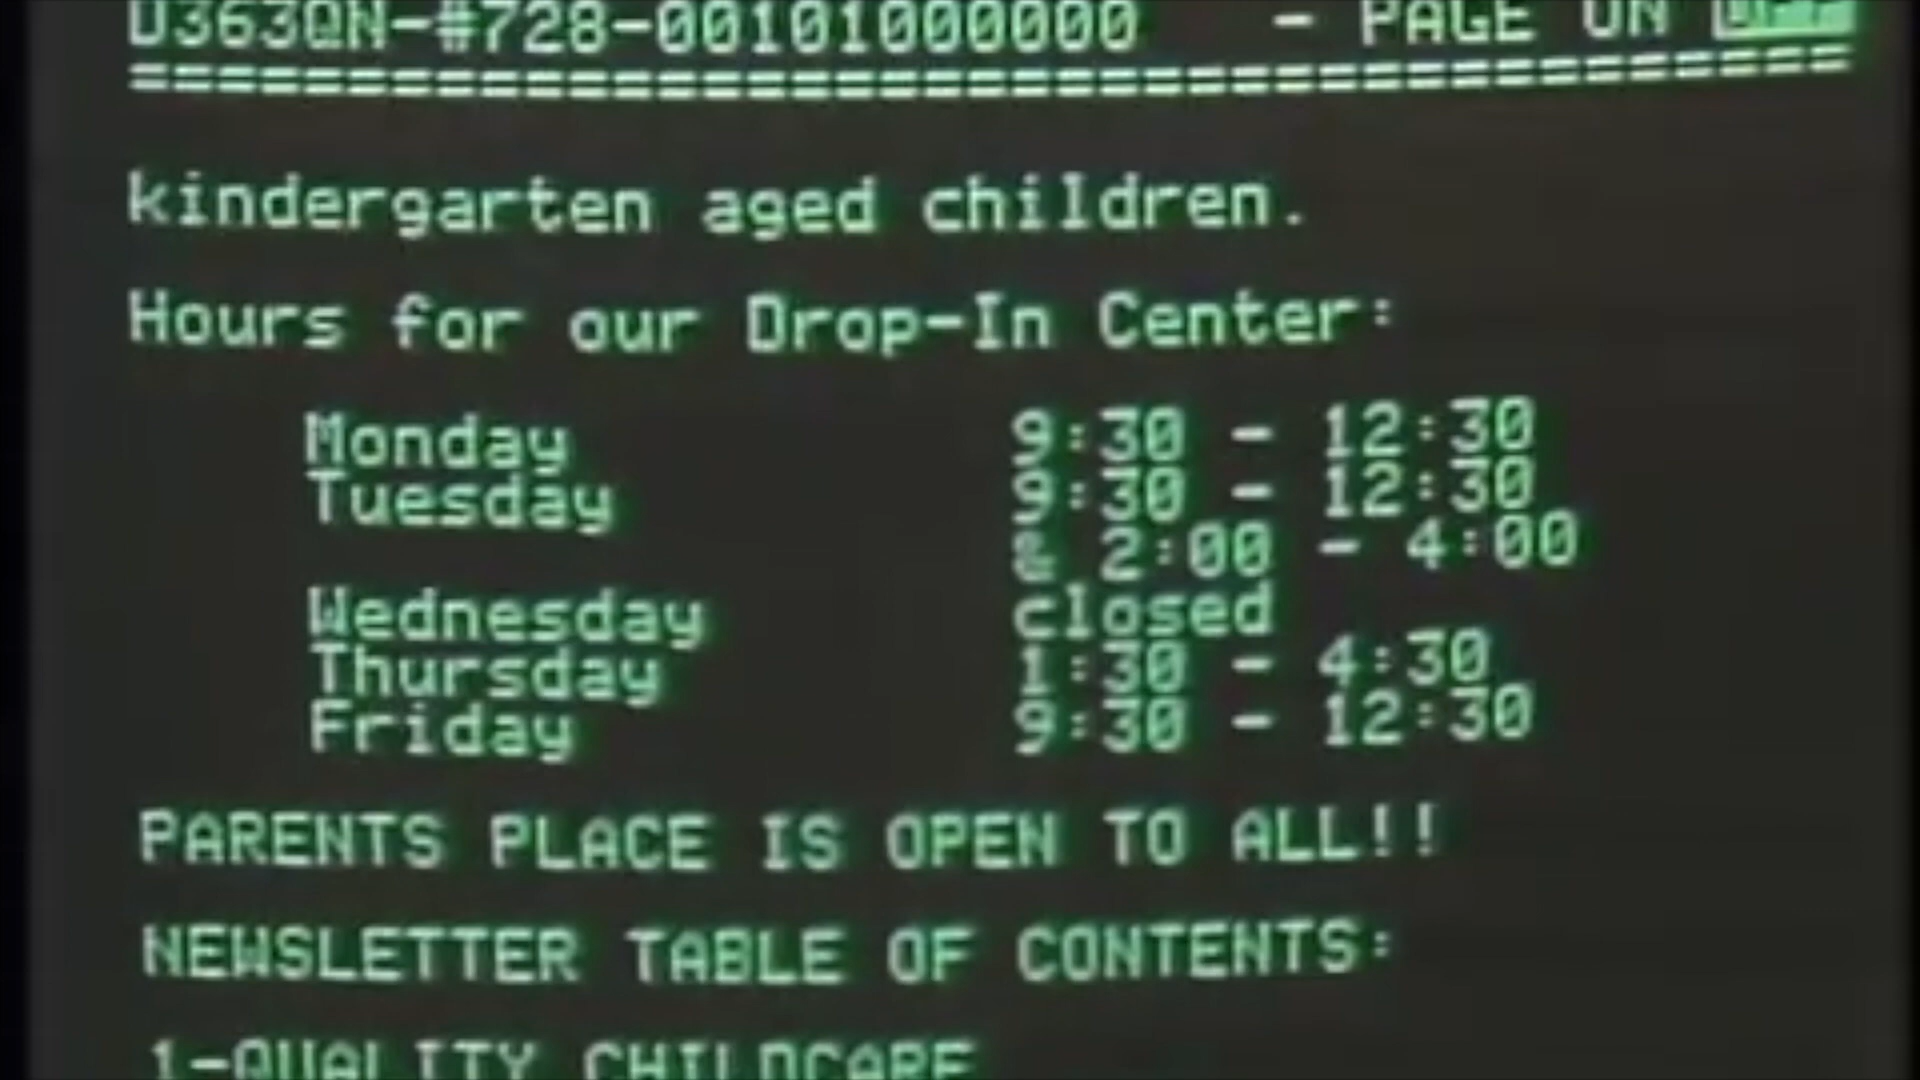 D363QN-#728-00101000000 - PAGE ON
========================================
kindergarten aged children.
Hours for our Drop-In Center:
Monday 9:30 - 12:30
Tuesday 9:30 - 12:30
@ 2:00 - 4:00
Wednesday closed
Thursday 1:30 - 4:30
Friday 9:30 - 12:30
PARENTS PLACE IS OPEN TO ALL!!
NEWSLETTER TABLE OF CONTENTS:
1-QUALITY CHILDCARE